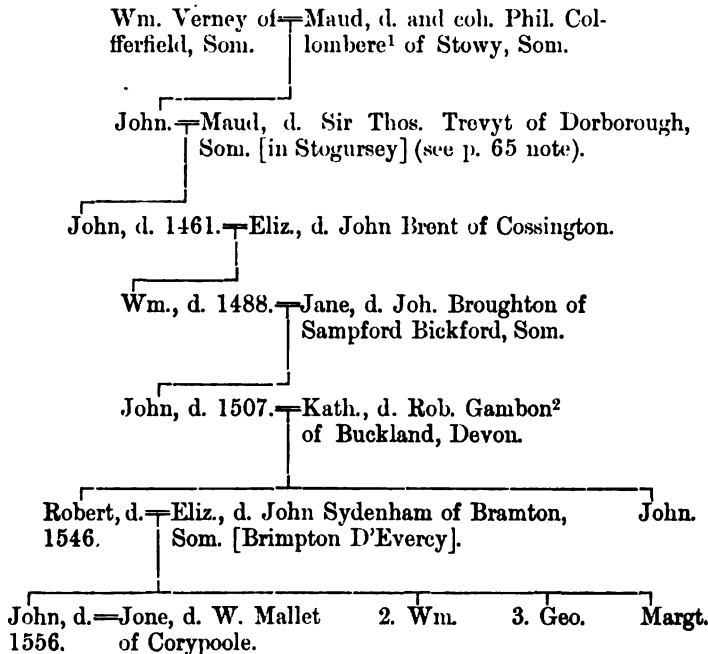 Wm. Verney of Maud, d. and coh. Phil. Col-
fferfield, Som. lombere¹ of Stowy, Som.
John. Maud, d. Sir Thos. Trevyt of Dorborough,
Som. [in Stogursey] (see p. 65 note).
John, d. 1461. Eliz., d. John Brent of Cossington.
Wm., d. 1488. Jane, d. Joh. Broughton of
Sampford Bickford, Som.
John, d. 1507. Kath., d. Rob. Gambon²
of Buckland, Devon.
Robert, d. Eliz., d. John Sydenham of Bramton, John.
1546. Som. [Brimpton D'Evercy].
John, d. Jone, d. W. Mallet 2. Wm. 3. Geo. Margt.
1556. of Corypoole.